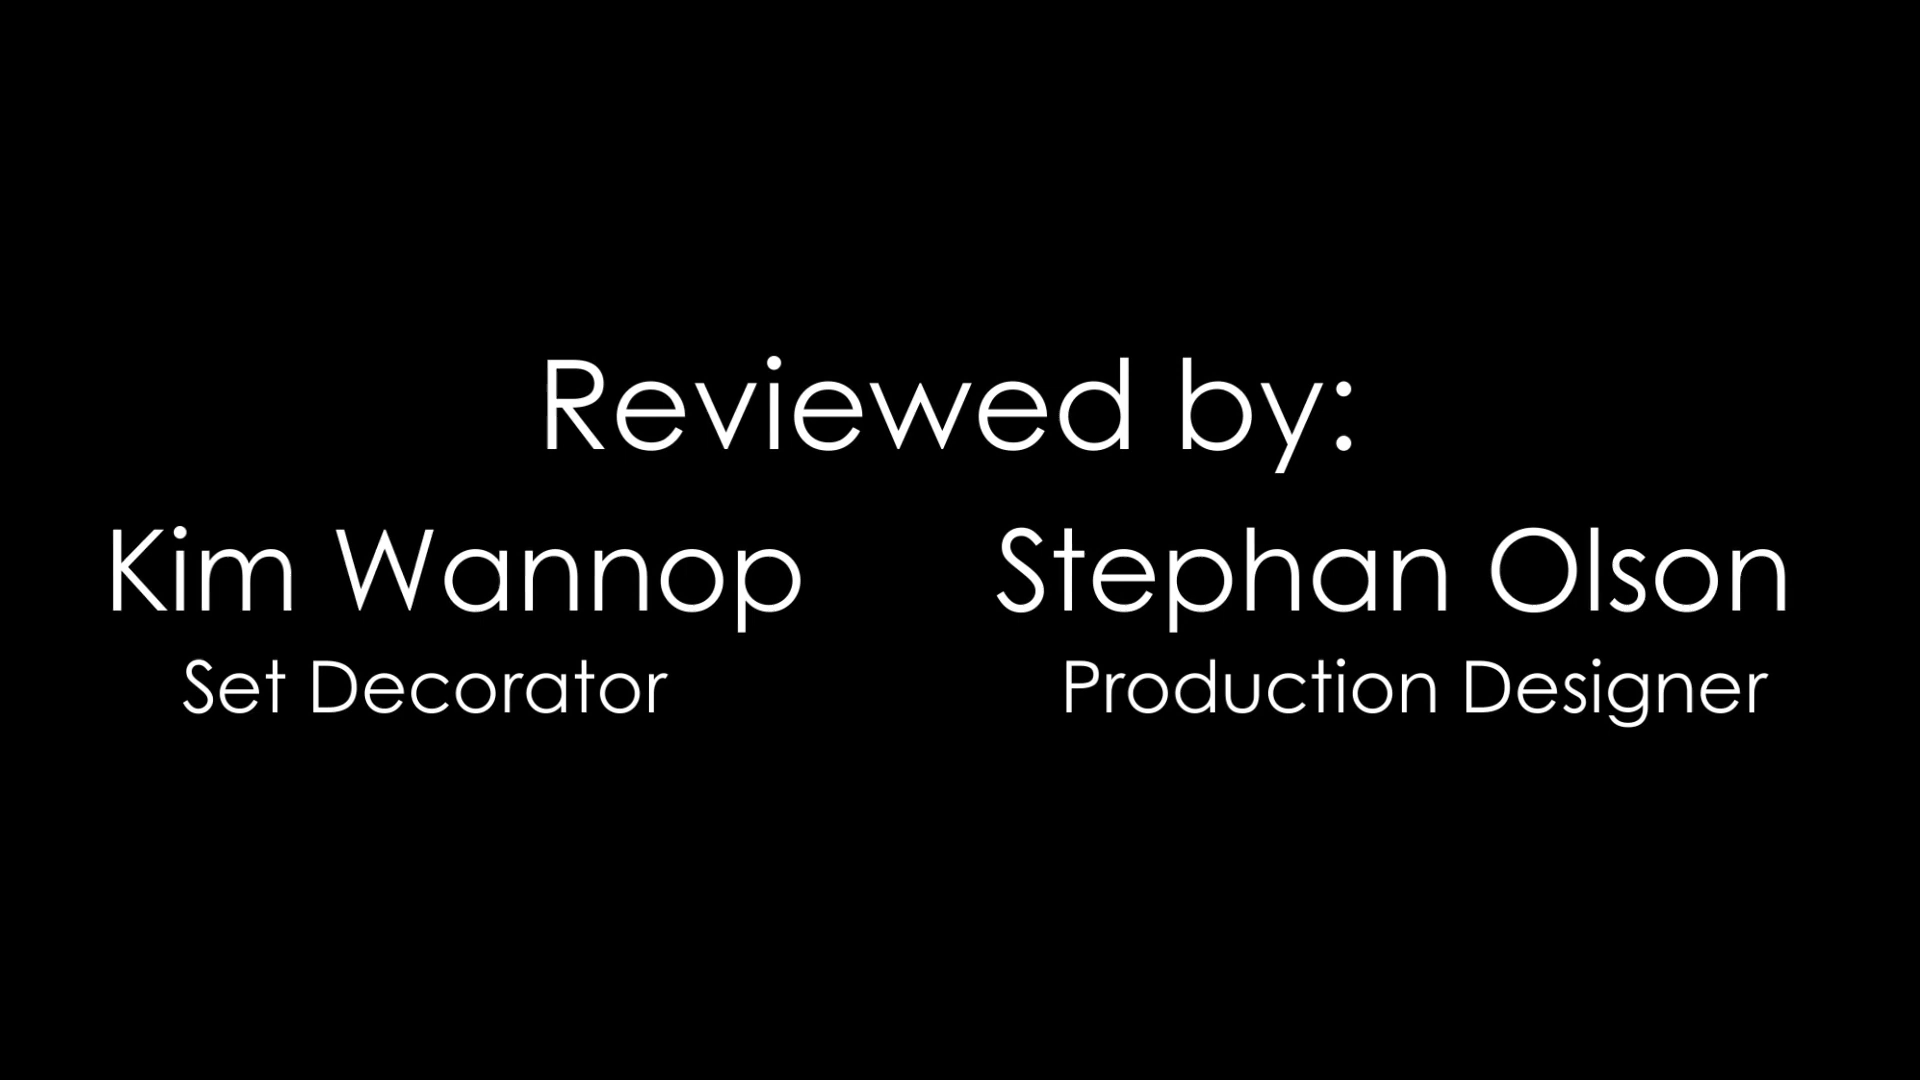 Reviewed by:
Kim Wannop
Set Decorator
Stephan Olson
Production Designer